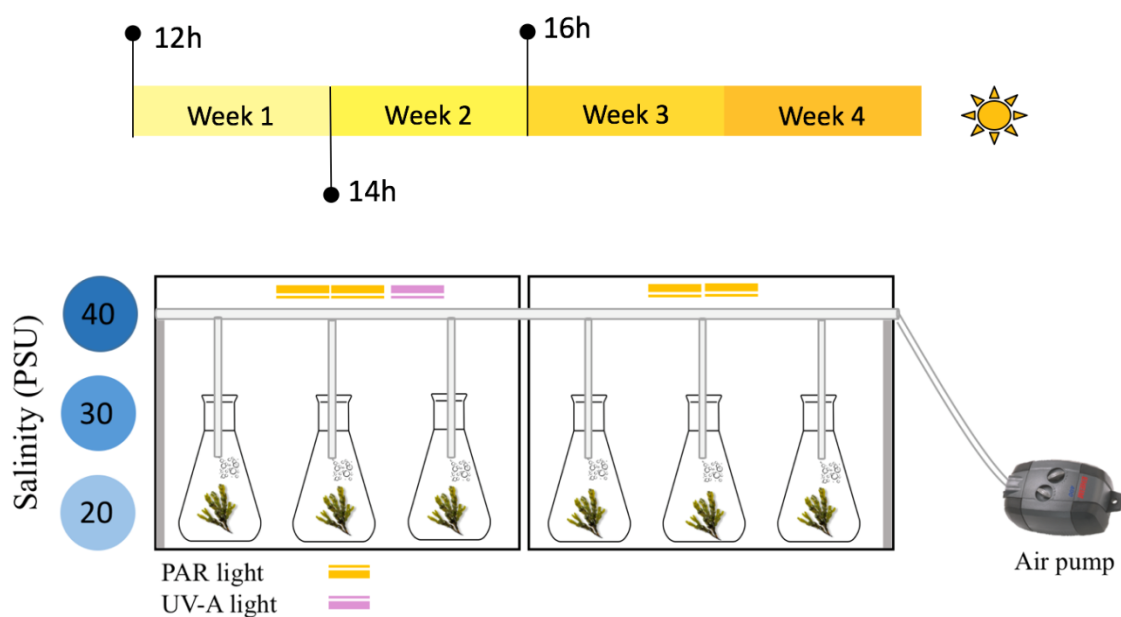 12h
16h
Week 1
Week 2
Week 3
Week 4
14h
Salinity (PSU)
40
30
20
PAR light
UV-A light
Air pump